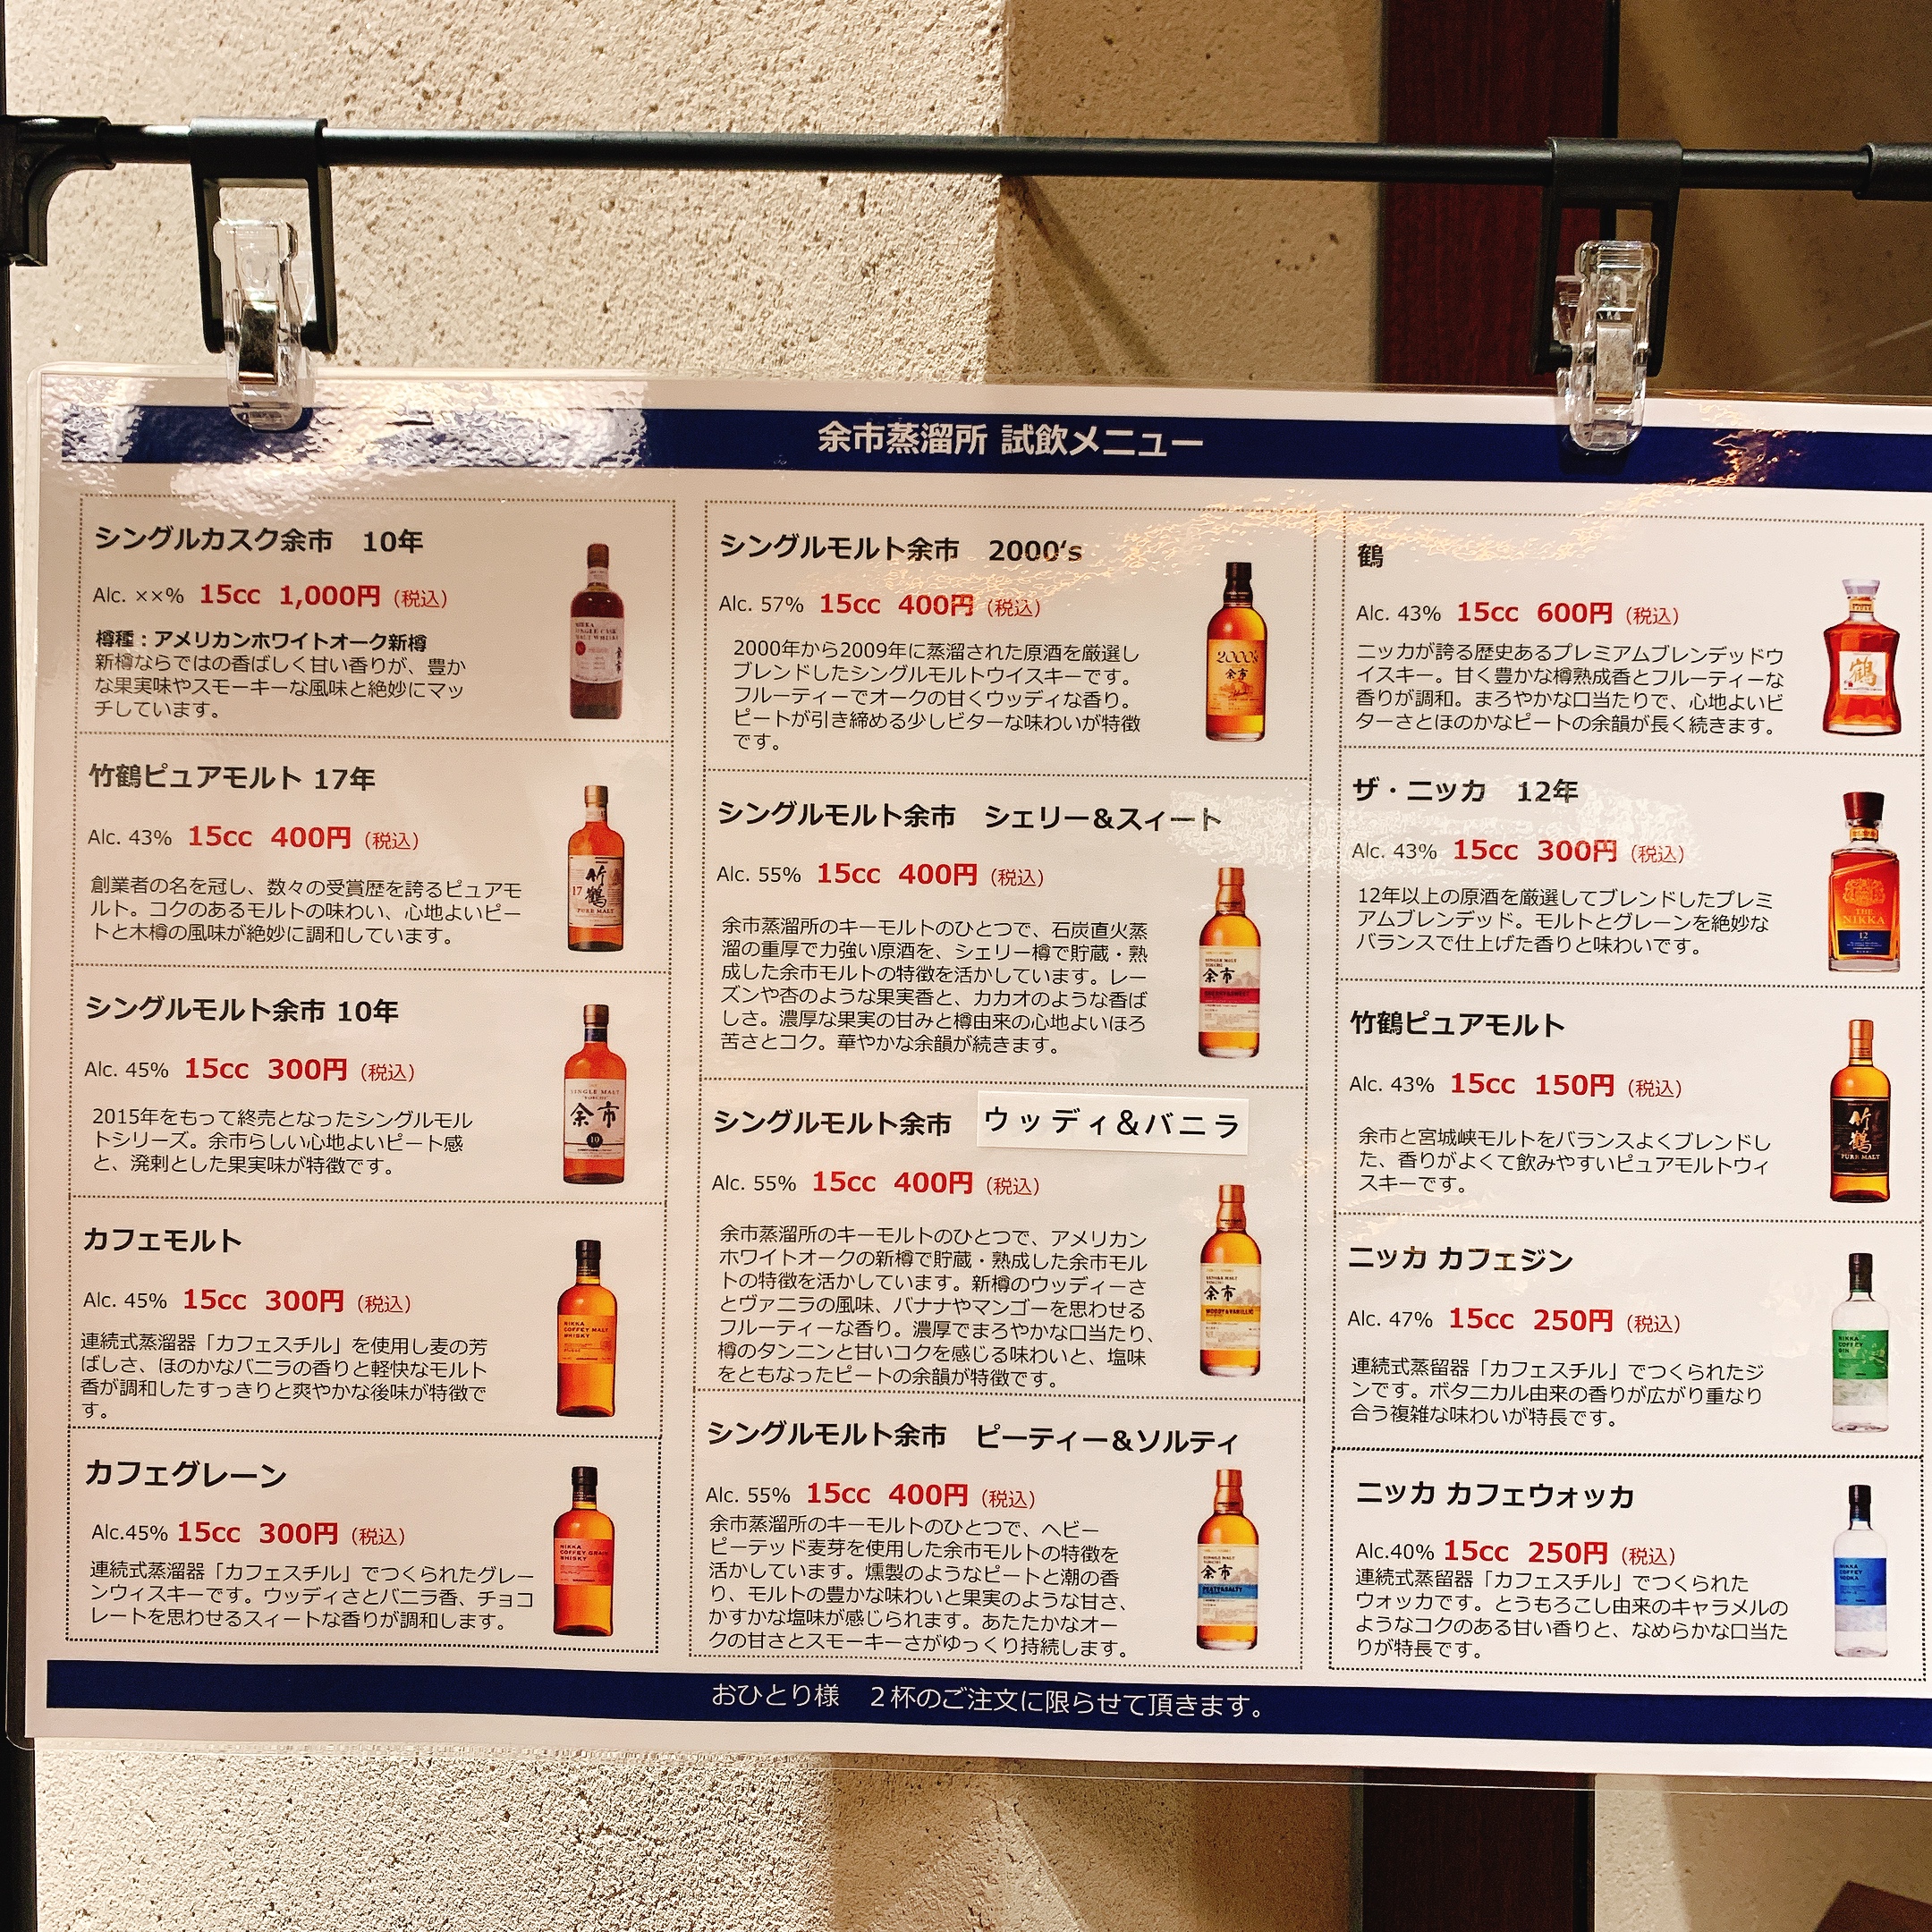 余市蒸溜所 試飲メニュー
シングルカスク余市　10年
Alc. ××% 15cc 1,000円（税込）
樽種：アメリカンホワイトオーク新樽
新樽ならではの香ばしく甘い香りが、豊か
な果実味やスモーキーな風味と絶妙にマッ
チしています。
竹鶴ピュアモルト 17年
Alc. 43% 15cc 400円（税込）
創業者の名を冠し、数々の受賞歴を誇るピュアモ
ルト。コクのあるモルトの味わい、心地よいピー
トと木樽の風味が絶妙に調和しています。
17
竹鶴
PURE MALT
シングルモルト余市 10年
Alc. 45% 15cc 300円（税込）
2015年をもって終売となったシングルモル
トシリーズ。余市らしい心地よいピート感
と、溌剌とした果実味が特徴です。
SINGLE MALT
余市
10
カフェモルト
Alc. 45% 15cc 300円（税込）
連続式蒸溜器「カフェスチル」を使用し麦の芳
ばしさ、ほのかなバニラの香りと軽快なモルト
香が調和したすっきりと爽やかな後味が特徴で
す。
NIKKA
COFFEY MALT
WHISKY
カフェグレーン
Alc.45% 15cc 300円（税込）
連続式蒸溜器「カフェスチル」でつくられたグレー
ンウィスキーです。ウッディさとバニラ香、チョコ
レートを思わせるスィートな香りが調和します。
NIKKA
COFFEY GRAIN
WHISKY
シングルモルト余市　2000‘s
Alc. 57% 15cc 400円（税込）
2000年から2009年に蒸溜された原酒を厳選し
ブレンドしたシングルモルトウイスキーです。
フルーティーでオークの甘くウッディな香り。
ピートが引き締める少しビターな味わいが特徴
です。
2000's
余市
シングルモルト余市　シェリー＆スィート
Alc. 55% 15cc 400円（税込）
余市蒸溜所のキーモルトのひとつで、石炭直火蒸
溜の重厚で力強い原酒を、シェリー樽で貯蔵・熟
成した余市モルトの特徴を活かしています。レー
ズンや杏のような果実香と、カカオのような香ば
しさ。濃厚な果実の甘みと樽由来の心地よいほろ
苦さとコク。華やかな余韻が続きます。
余市
シングルモルト余市　ウッディ＆バニラ
Alc. 55% 15cc 400円（税込）
余市蒸溜所のキーモルトのひとつで、アメリカン
ホワイトオークの新樽で貯蔵・熟成した余市モル
トの特徴を活かしています。新樽のウッディーさ
とヴァニラの風味、バナナやマンゴーを思わせる
フルーティーな香り。濃厚でまろやかな口当たり、
樽のタンニンと甘いコクを感じる味わいと、塩味
をともなったピートの余韻が特徴です。
余市
WOODY&VANILLIC
シングルモルト余市　ピーティー＆ソルティ
Alc. 55% 15cc 400円（税込）
余市蒸溜所のキーモルトのひとつで、ヘビー
ピーテッド麦芽を使用した余市モルトの特徴を
活かしています。燻製のようなピートと潮の香
り、モルトの豊かな味わいと果実のような甘さ、
かすかな塩味が感じられます。あたたかなオー
クの甘さとスモーキーさがゆっくり持続します。
余市
PEATY&SALTY
鶴
Alc. 43% 15cc 600円（税込）
ニッカが誇る歴史あるプレミアムブレンデッドウ
イスキー。甘く豊かな樽熟成香とフルーティーな
香りが調和。まろやかな口当たりで、心地よいビ
ターさとほのかなピートの余韻が長く続きます。
鶴
ザ・ニッカ　12年
Alc. 43% 15cc 300円（税込）
12年以上の原酒を厳選してブレンドしたプレミ
アムブレンデッド。モルトとグレーンを絶妙な
バランスで仕上げた香りと味わいです。
THE
NIKKA
12
竹鶴ピュアモルト
Alc. 43% 15cc 150円（税込）
余市と宮城峡モルトをバランスよくブレンドし
た、香りがよくて飲みやすいピュアモルトウィ
スキーです。
竹鶴
PURE MALT
ニッカ カフェジン
Alc. 47% 15cc 250円（税込）
連続式蒸留器「カフェスチル」でつくられたジ
ンです。ボタニカル由来の香りが広がり重なり
合う複雑な味わいが特長です。
NIKKA
COFFEY
GIN
ニッカ カフェウォッカ
Alc.40% 15cc 250円（税込）
連続式蒸留器「カフェスチル」でつくられた
ウォッカです。とうもろこし由来のキャラメルの
ようなコクのある甘い香りと、なめらかな口当た
りが特長です。
NIKKA
COFFEY
VODKA
おひとり様　２杯のご注文に限らせて頂きます。